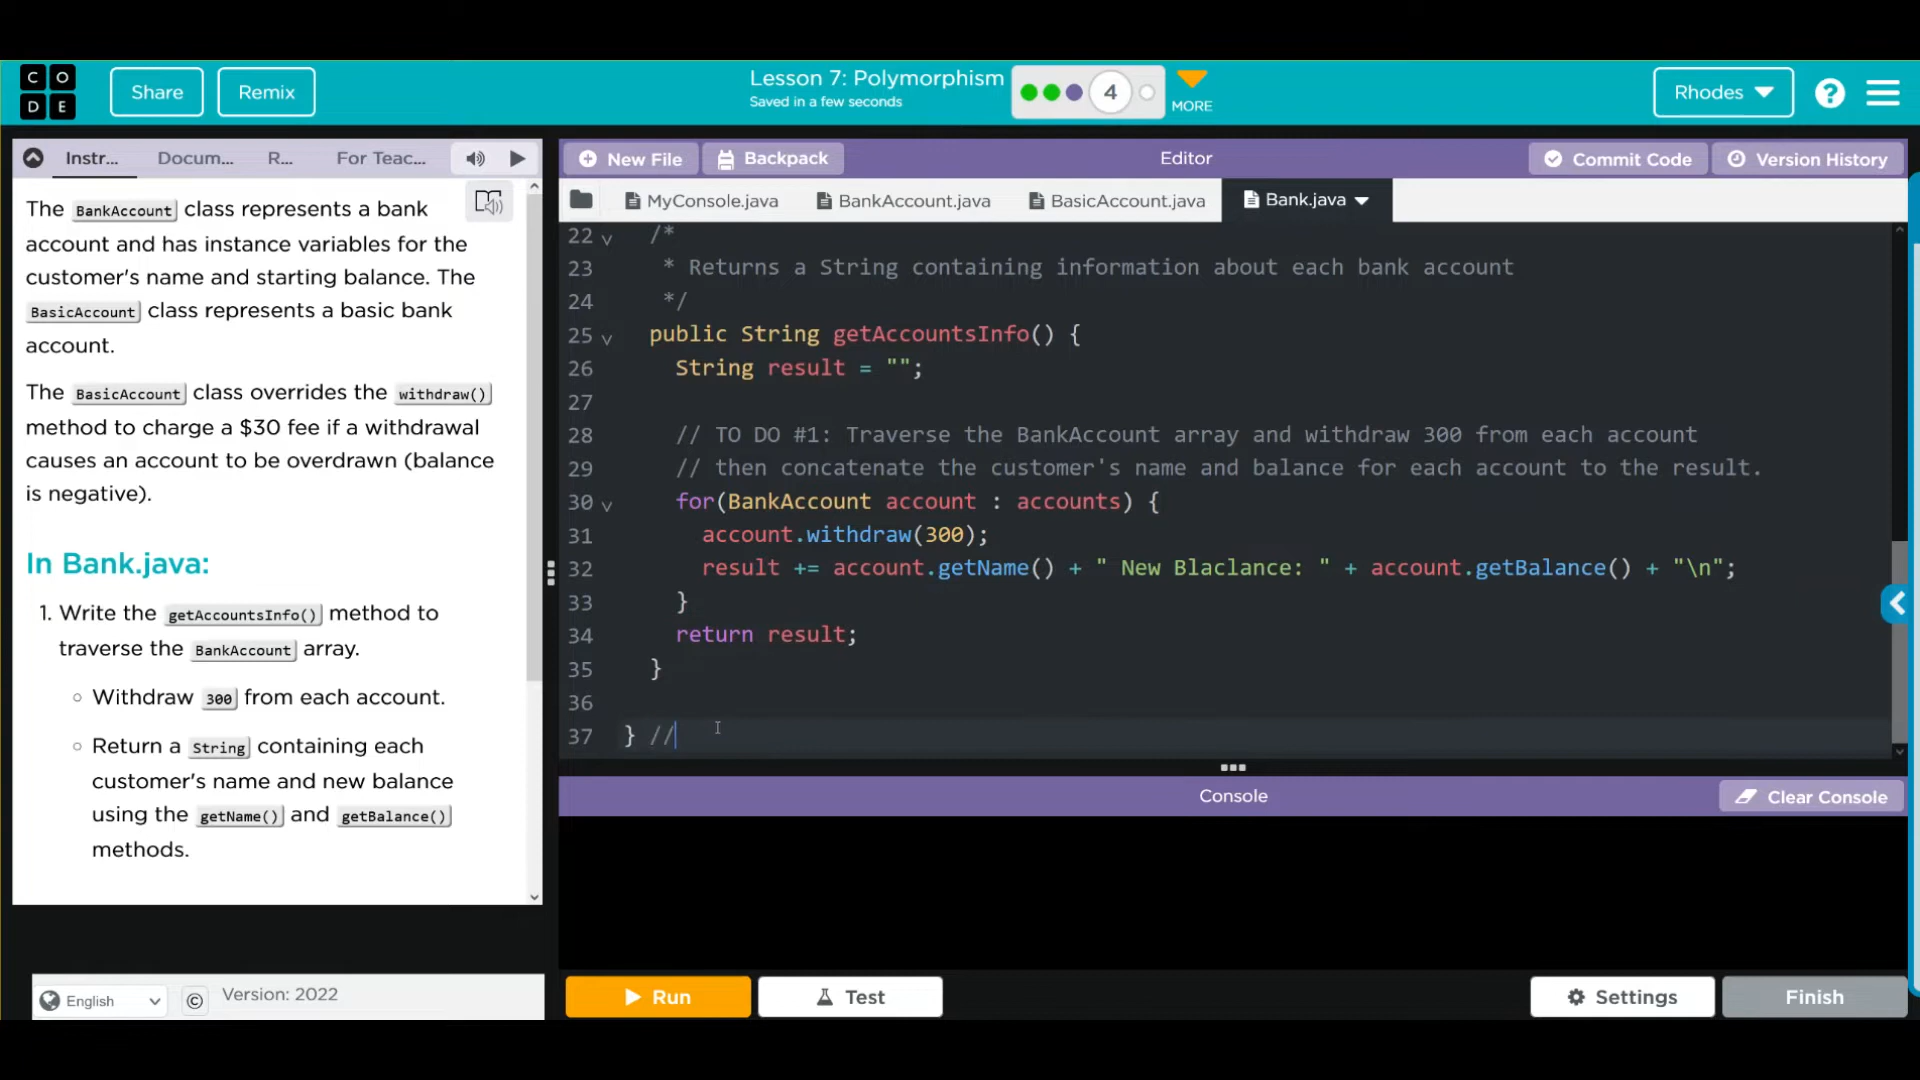 C O
D E
Share
Remix
Lesson 7: Polymorphism
Saved in a few seconds
4
MORE
Rhodes
?
Instr...
Docum...
R...
For Teac...
New File
Backpack
Editor
Commit Code
Version History
MyConsole.java
BankAccount.java
BasicAccount.java
Bank.java
The BankAccount class represents a bank
account and has instance variables for the
customer's name and starting balance. The
BasicAccount class represents a basic bank
account.
The BasicAccount class overrides the withdraw()
method to charge a $30 fee if a withdrawal
causes an account to be overdrawn (balance
is negative).
In Bank.java:
1. Write the getAccountsInfo() method to
traverse the BankAccount array.
Withdraw 300 from each account.
Return a String containing each
customer's name and new balance
using the getName() and getBalance()
methods.
22 /*
23 * Returns a String containing information about each bank account
24 */
25 public String getAccountsInfo() {
26 String result = "";
27
28 // TO DO #1: Traverse the BankAccount array and withdraw 300 from each account
29 // then concatenate the customer's name and balance for each account to the result.
30 for(BankAccount account : accounts) {
31 account.withdraw(300);
32 result += account.getName() + " New Blaclance: " + account.getBalance() + "\n";
33 }
34 return result;
35 }
36
37 } //
Console
Clear Console
English
© Version: 2022
Run
Test
Settings
Finish